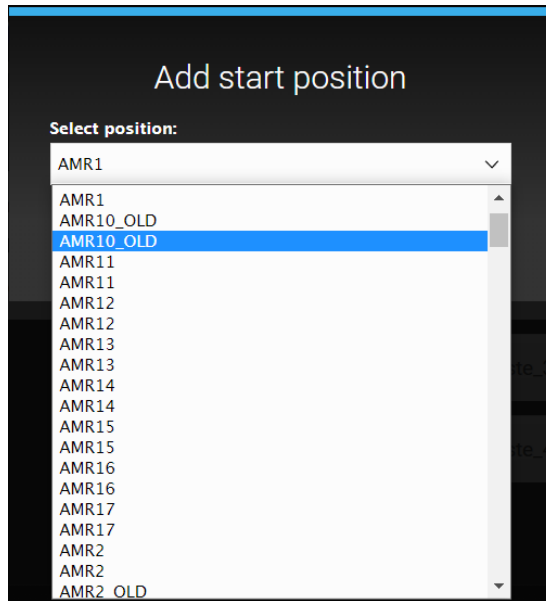 Add start position
Select position:
AMR1
AMR1
AMR10_OLD
AMR10_OLD
AMR11
AMR11
AMR12
AMR12
AMR13
AMR13
AMR14
AMR14
AMR15
AMR15
AMR16
AMR16
AMR17
AMR17
AMR2
AMR2
AMR2_OLD